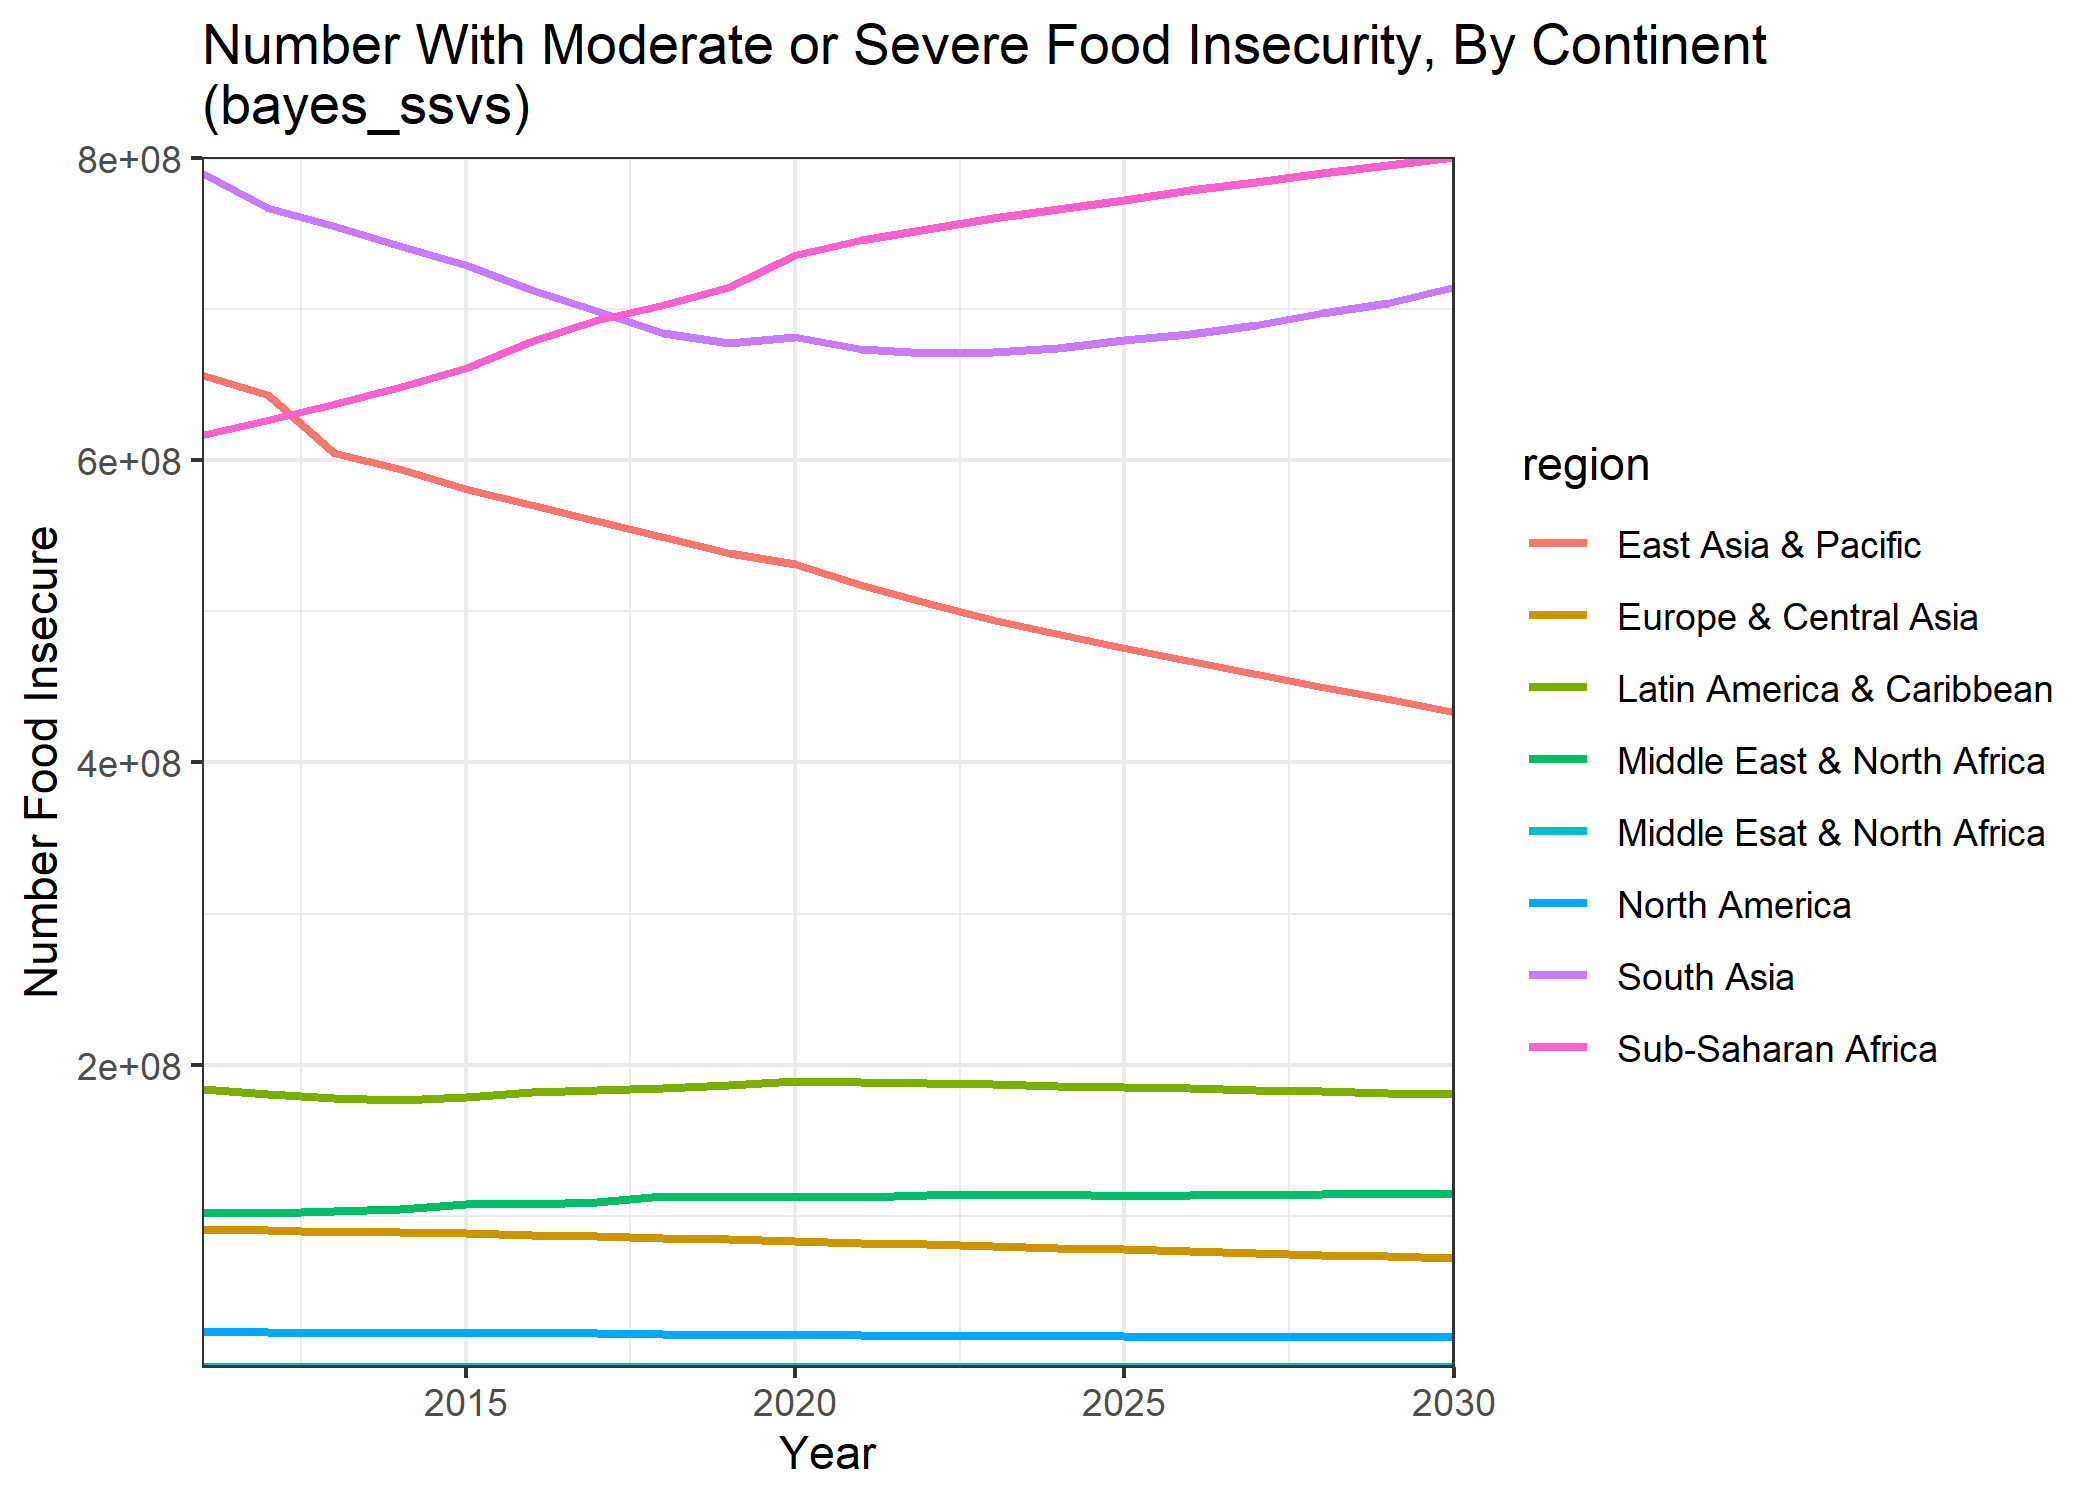 Number With Moderate or Severe Food Insecurity, By Continent
(bayes_ssvs)
8e+08
6e+08
4e+08
2e+08
Number Food Insecure
2015
2020
2025
2030
Year
region
East Asia & Pacific
Europe & Central Asia
Latin America & Caribbean
Middle East & North Africa
Middle Esat & North Africa
North America
South Asia
Sub-Saharan Africa